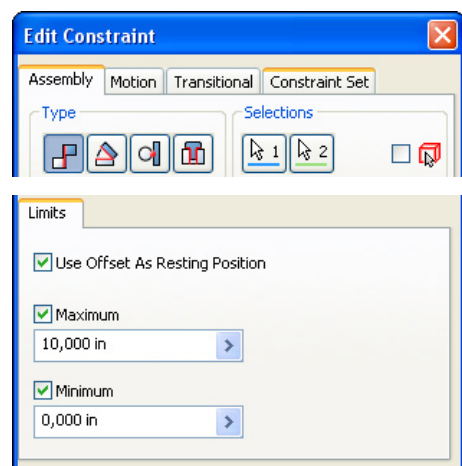 Edit Constraint
Assembly Motion Transitional Constraint Set
Type Selections
1 2
Limits
Use Offset As Resting Position
Maximum
10,000 in
Minimum
0,000 in